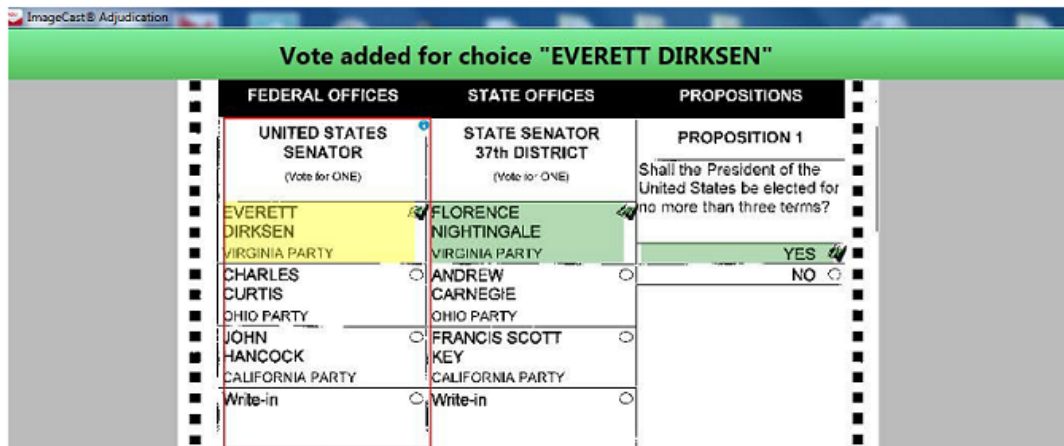 ImageCast® Adjudication
Vote added for choice "EVERETT DIRKSEN"
FEDERAL OFFICES
UNITED STATES
SENATOR
(Vote for ONE)
EVERETT
DIRKSEN
VIRGINIA PARTY
CHARLES
CURTIS
OHIO PARTY
JOHN
HANCOCK
CALIFORNIA PARTY
Write-in
STATE OFFICES
STATE SENATOR
37th DISTRICT
(Vote for ONE)
FLORENCE
NIGHTINGALE
VIRGINIA PARTY
ANDREW
CARNEGIE
OHIO PARTY
FRANCIS SCOTT
KEY
CALIFORNIA PARTY
Write-in
PROPOSITIONS
PROPOSITION 1
Shall the President of the
United States be elected for
no more than three terms?
YES
NO